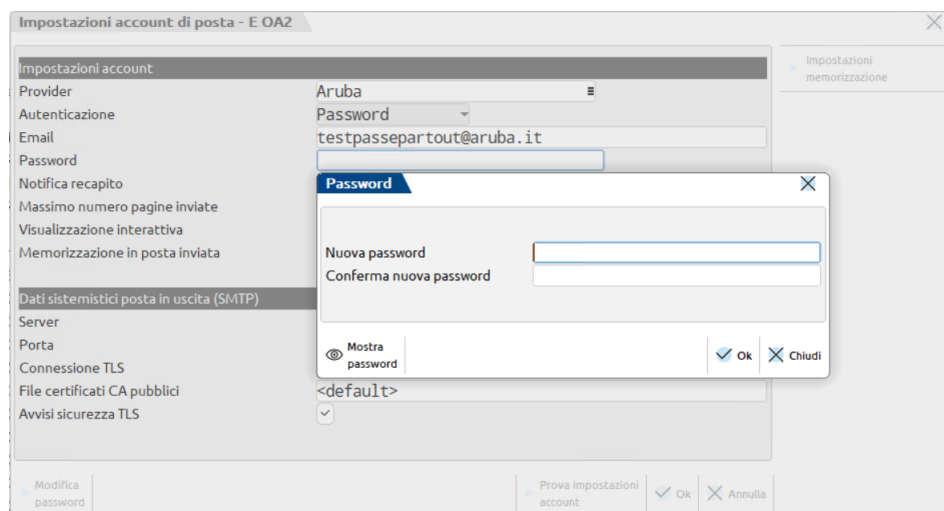 Impostazioni account di posta - E OA2
Impostazioni account
Impostazioni
memorizzazione
Provider
Aruba
Autenticazione
Password
Email
testpassepartout@aruba.it
Password
Notifica recapito
Massimo numero pagine inviate
Visualizzazione interattiva
Memorizzazione in posta inviata
Password
Nuova password
Conferma nuova password
Mostra
password
Ok
Chiudi
Dati sistemistici posta in uscita (SMTP)
Server
Porta
Connessione TLS
File certificati CA pubblici
<default>
Avvisi sicurezza TLS
Modifica
password
Prova impostazioni
account
Ok
Annulla